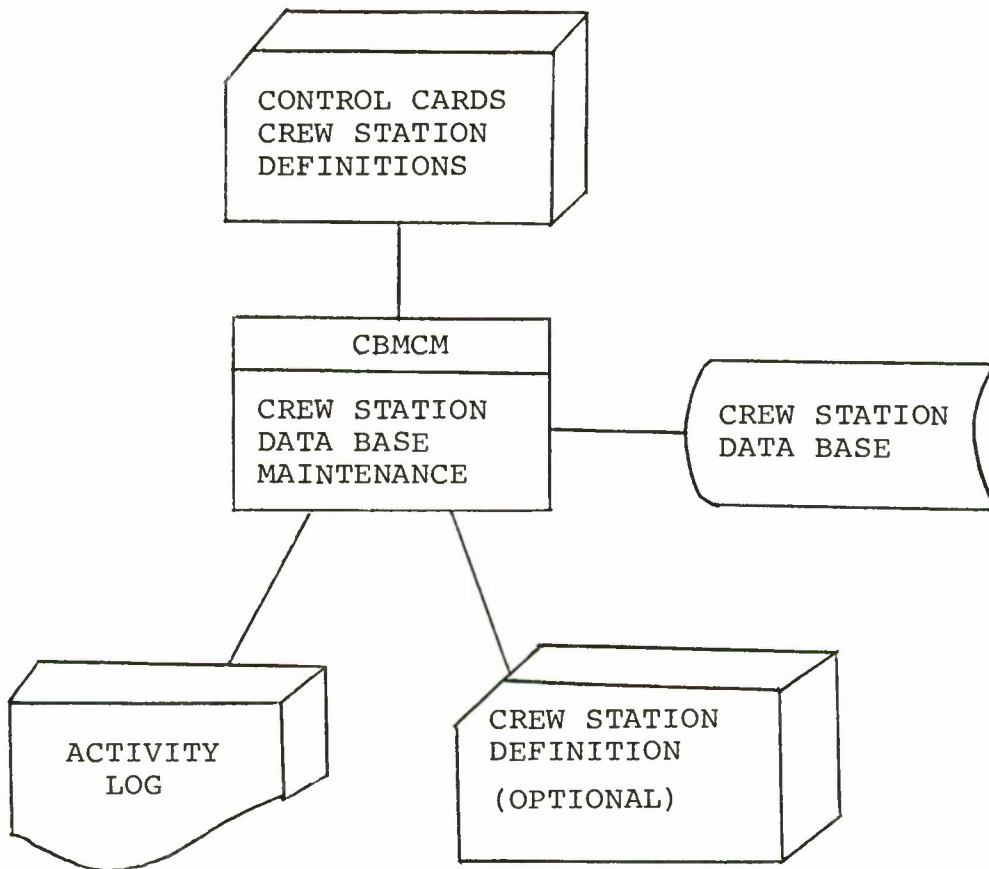 CONTROL CARDS
CREW STATION
DEFINITIONS
CBMCM
CREW STATION
DATA BASE
MAINTENANCE
CREW STATION
DATA BASE
ACTIVITY
LOG
CREW STATION
DEFINITION
(OPTIONAL)